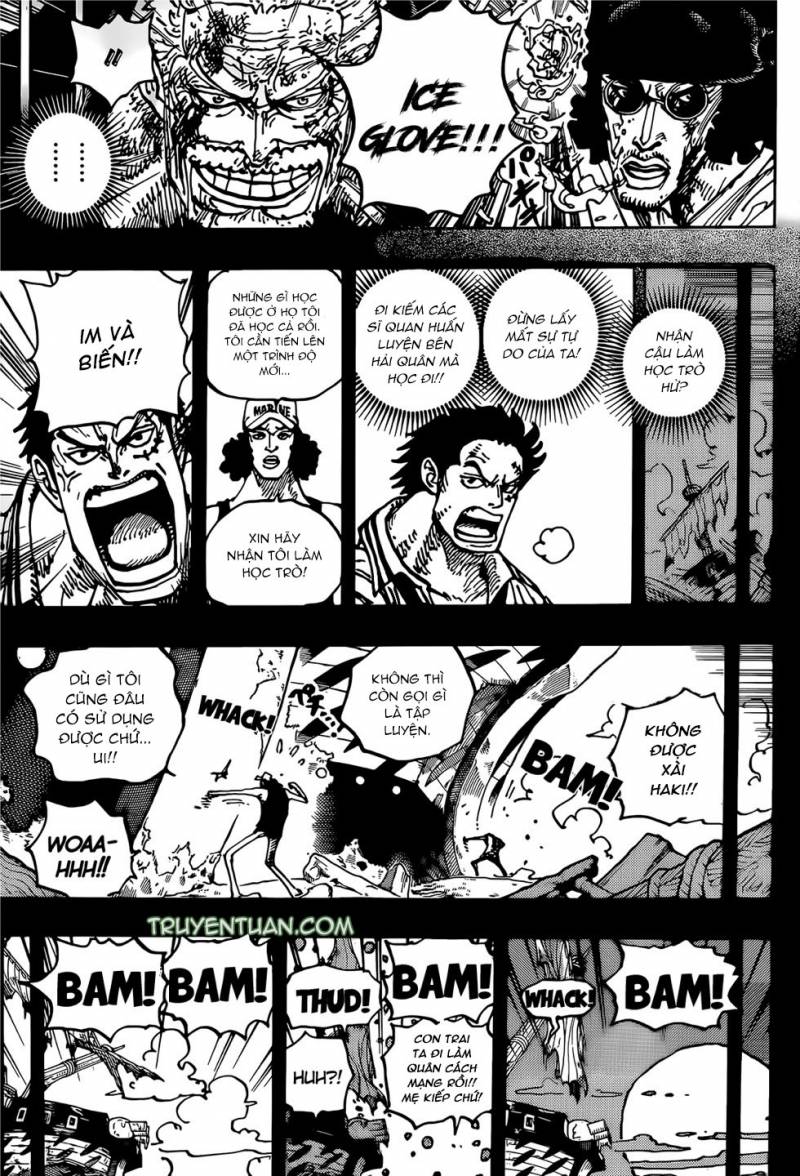 ICE
GLOVE!!!
パキキ
!!
……
……
NHẬN
CẬU LÀM
HỌC TRÒ
HỬ?
ĐỪNG LẤY
MẤT SỰ TỰ
DO CỦA TA!
ĐI KIẾM CÁC
SĨ QUAN HUẤN
LUYỆN BÊN
HẢI QUÂN MÀ
HỌC ĐI!!
NHỮNG GÌ HỌC
ĐƯỢC Ở HỌ TÔI
ĐÃ HỌC CẢ RỒI.
TÔI CẦN TIẾN LÊN
MỘT TRÌNH ĐỘ
MỚI...
MARINE
XIN HÃY
NHẬN TÔI LÀM
HỌC TRÒ!
IM VÀ
BIẾN!!
KHÔNG
ĐƯỢC
XÀI
HAKI!!
BAM!
KHÔNG THÌ
CÒN GỌI GÌ
LÀ TẬP
LUYỆN.
WHACK!
DÙ GÌ TÔI
CŨNG ĐÂU
CÓ SỬ DỤNG
ĐƯỢC CHỨ...
UI!!
WOAA-
HHH!!
TRUYENTUAN.COM
BAM!
WHACK!
BAM!
CON TRAI
TA ĐI LÀM
QUÂN CÁCH
MẠNG RỒI!!
MẸ KIẾP CHỨ!
THUD!
HUH?!
BAM!
BAM!